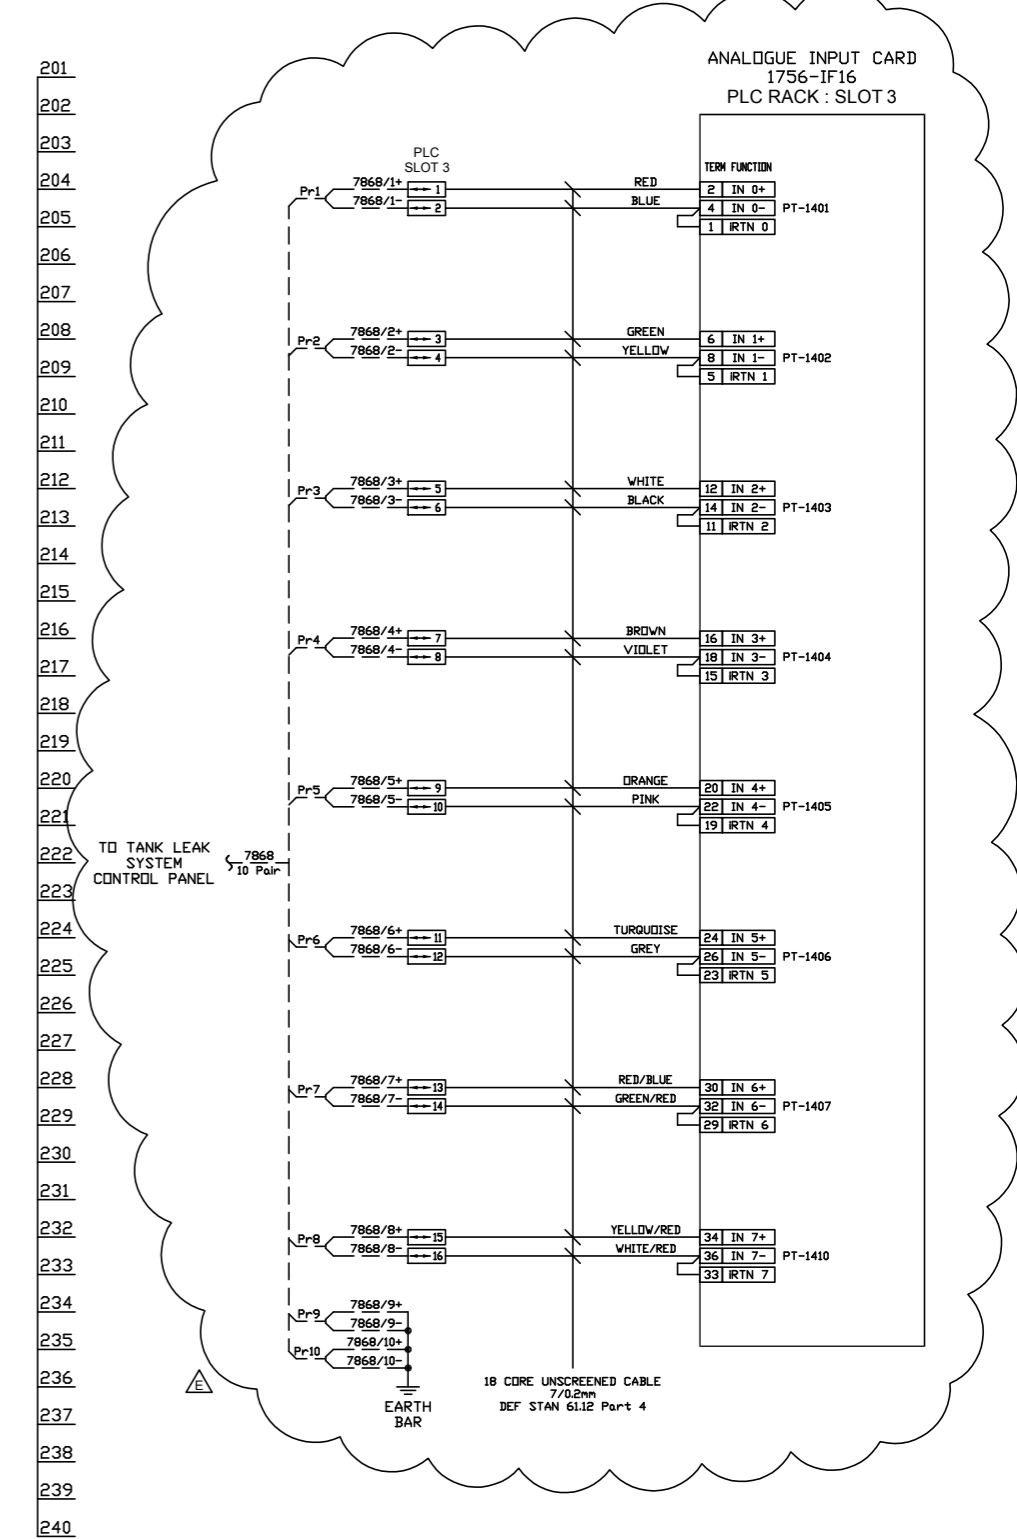 ANALOGUE INPUT CARD
1756-IF16
PLC RACK : SLOT 3
201
202
203
PLC
SLOT 3
TERM FUNCTION
204
Pr1
7868/1+
1
RED
2 IN 0+
7868/1-
2
BLUE
4 IN 0-
PT-1401
205
1 iRTN 0
206
207
208
Pr2
7868/2+
3
GREEN
6 IN 1+
7868/2-
4
YELLOW
8 IN 1-
PT-1402
209
5 iRTN 1
210
211
212
Pr3
7868/3+
5
WHITE
12 IN 2+
7868/3-
6
BLACK
14 IN 2-
PT-1403
213
11 iRTN 2
214
215
216
Pr4
7868/4+
7
BROWN
16 IN 3+
7868/4-
8
VIOLET
18 IN 3-
PT-1404
217
15 iRTN 3
218
219
220
Pr5
7868/5+
9
ORANGE
20 IN 4+
7868/5-
10
PINK
22 IN 4-
PT-1405
221
19 iRTN 4
222
TO TANK LEAK
SYSTEM
CONTROL PANEL
7868
10 Pair
223
224
Pr6
7868/6+
11
TURQUOISE
24 IN 5+
7868/6-
12
GREY
26 IN 5-
PT-1406
225
23 iRTN 5
226
227
228
Pr7
7868/7+
13
RED/BLUE
30 IN 6+
7868/7-
14
GREEN/RED
32 IN 6-
PT-1407
229
29 iRTN 6
230
231
232
Pr8
7868/8+
15
YELLOW/RED
34 IN 7+
7868/8-
16
WHITE/RED
36 IN 7-
PT-1410
233
33 iRTN 7
234
Pr9
7868/9+
7868/9-
235
Pr10
7868/10+
7868/10-
236
E
EARTH
BAR
18 CORE UNSCREENED CABLE
7/0.2mm
DEF STAN 61.12 Part 4
237
238
239
240